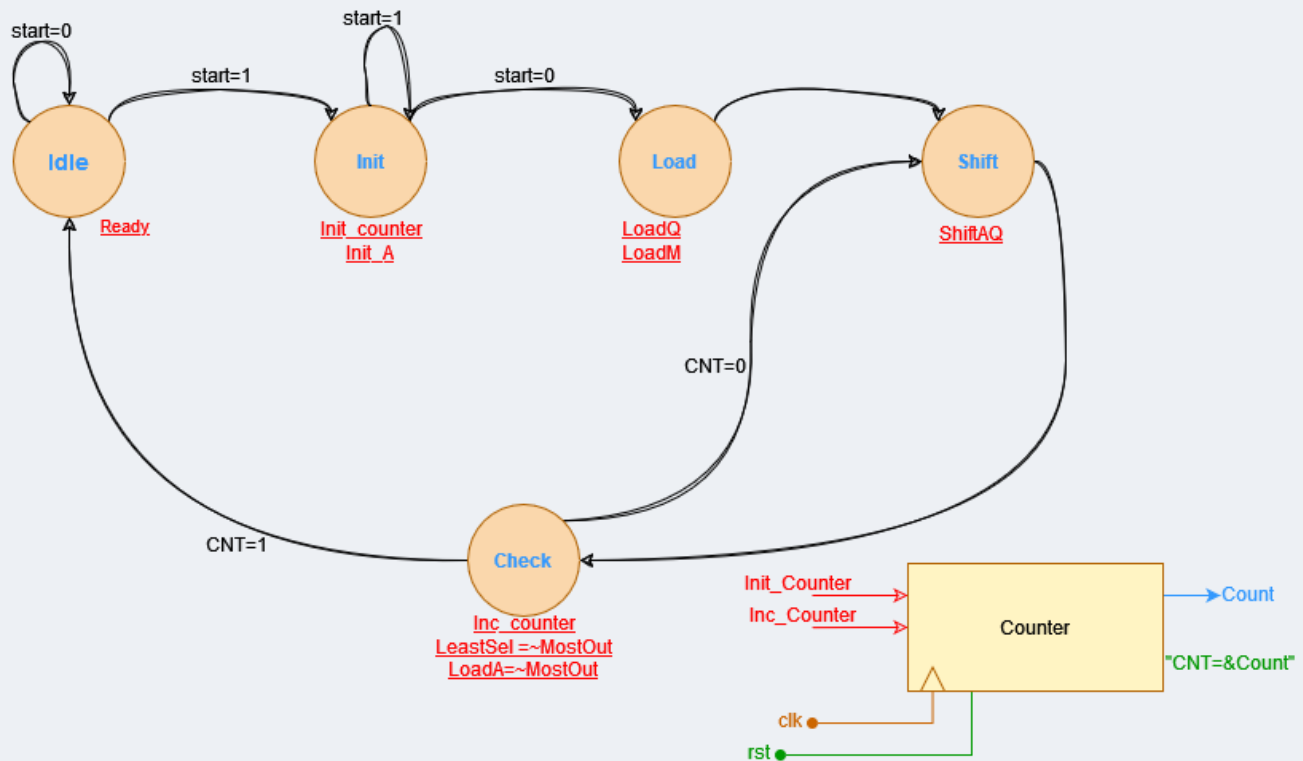 start=0
start=1
start=1
start=0
Idle
Init
Load
Shift
Ready
Init_counter
Init_A
LoadQ
LoadM
ShiftAQ
CNT=0
CNT=1
Check
Inc_counter
LeastSel =~MostOut
LoadA=~MostOut
Init_Counter
Inc_Counter
Counter
Count
"CNT=&Count"
clk
rst